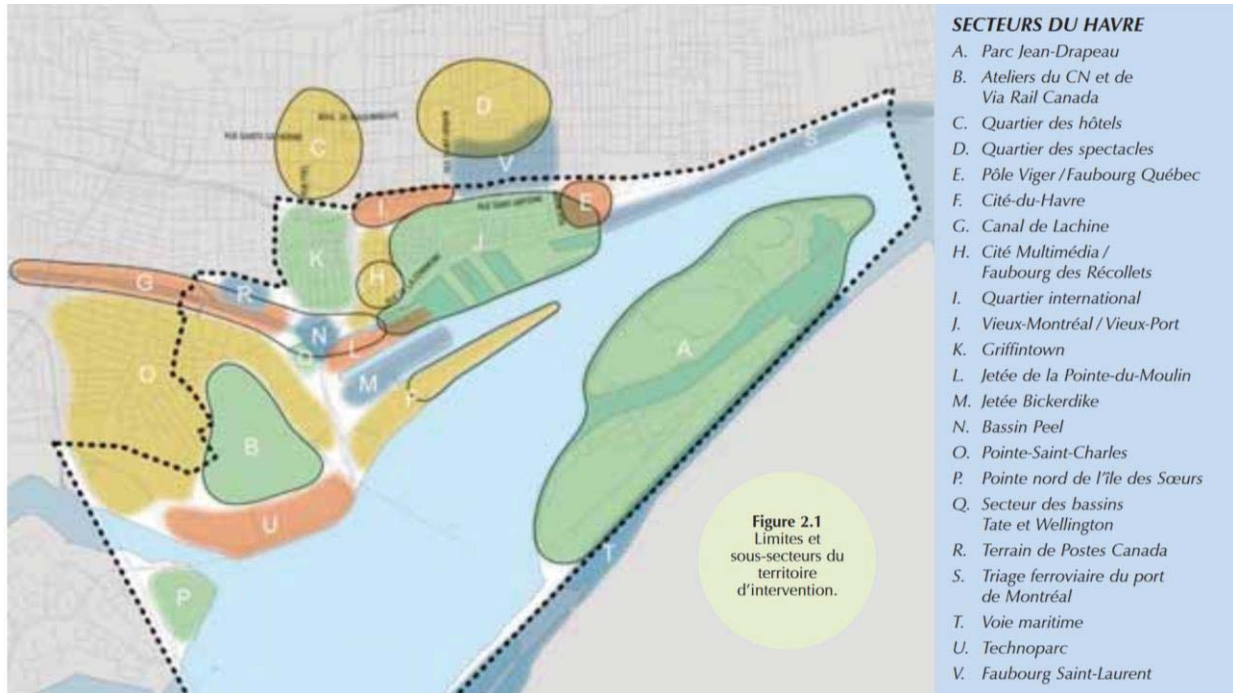 SECTEURS DU HAVRE
A. Parc Jean-Drapeau
B. Ateliers du CN et de
Via Rail Canada
C. Quartier des hôtels
D. Quartier des spectacles
E. Pôle Viger/Faubourg Québec
F. Cité-du-Havre
G. Canal de Lachine
H. Cité Multimédia/
Faubourg des Récollets
I. Quartier international
J. Vieux-Montréal/Vieux-Port
K. Griffintown
L. Jetée de la Pointe-du-Moulin
M. Jetée Bickerdike
N. Bassin Peel
O. Pointe-Saint-Charles
P. Pointe nord de l'île des Sœurs
Q. Secteur des bassins
Tate et Wellington
R. Terrain de Postes Canada
S. Triage ferroviaire du port
de Montréal
T. Voie maritime
U. Technoparc
V. Faubourg Saint-Laurent
Figure 2.1
Limites et
sous-secteurs du
territoire
d'intervention.
D
C
S
V
E
I
J
K
H
G
R
N
Q
L
M
F
A
O
B
U
T
P